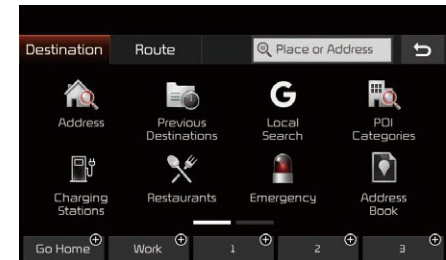 Destination Route Place or Address
Address Previous Destinations G Local Search POI Categories
Charging Stations Restaurants Emergency Address Book
Go Home Work 1 2 3